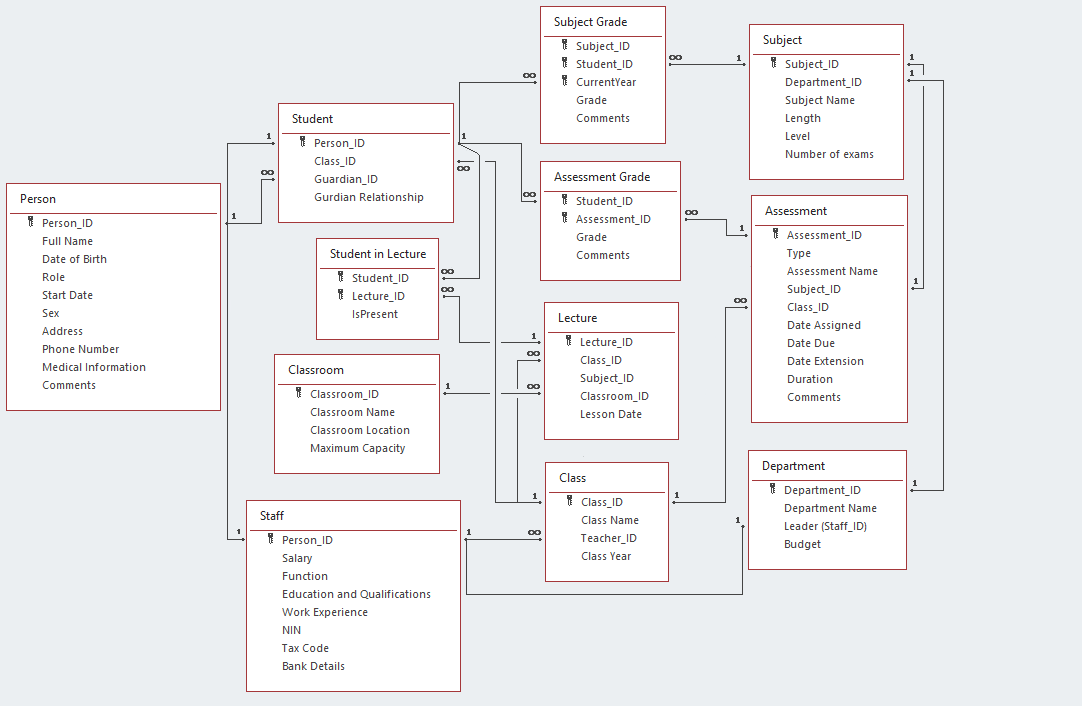 Subject Grade
Subject_ID
Student_ID
CurrentYear
Grade
Comments
Subject
Subject_ID
Department_ID
Subject Name
Length
Level
Number of exams
Student
Person_ID
Class_ID
Guardian_ID
Gurdian Relationship
Assessment Grade
Student_ID
Assessment_ID
Grade
Comments
Person
Person_ID
Full Name
Date of Birth
Role
Start Date
Sex
Address
Phone Number
Medical Information
Comments
Assessment
Assessment_ID
Type
Assessment Name
Subject_ID
Class_ID
Date Assigned
Date Due
Date Extension
Duration
Comments
Student in Lecture
Student_ID
Lecture_ID
IsPresent
Lecture
Lecture_ID
Class_ID
Subject_ID
Classroom_ID
Lesson Date
Classroom
Classroom_ID
Classroom Name
Classroom Location
Maximum Capacity
Class
Class_ID
Class Name
Teacher_ID
Class Year
Department
Department_ID
Department Name
Leader (Staff_ID)
Budget
Staff
Person_ID
Salary
Function
Education and Qualifications
Work Experience
NIN
Tax Code
Bank Details
1
∞
1
1
∞
1
∞
∞
∞
1
1
1
∞
1
1
∞
∞
1
∞
1
∞
∞
1
1
1
∞
1
1